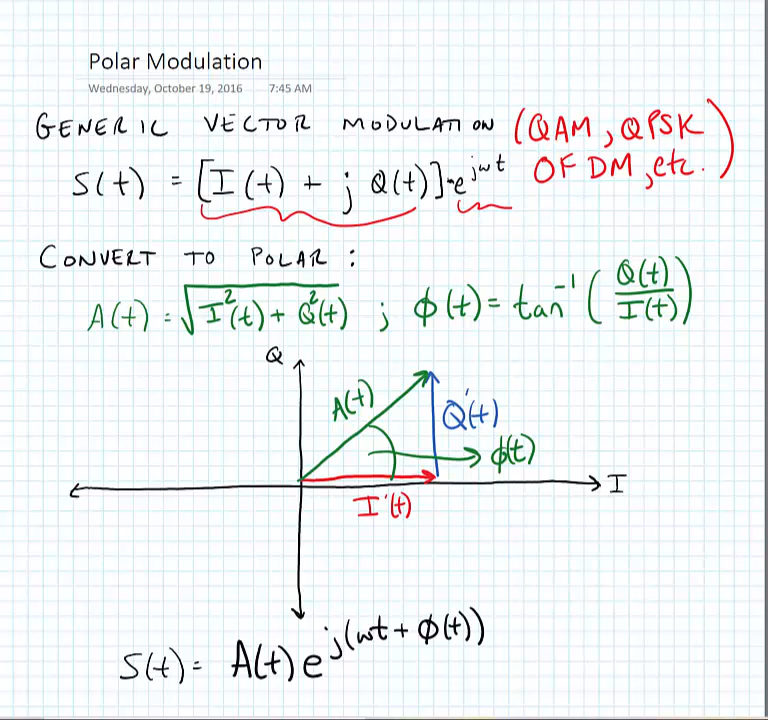 Polar Modulation
Wednesday, October 19, 2016 7:45 AM
GENERIC VECTOR MODULATION (QAM, QPSK
S(t) = [I(t) + j Q(t)]·e^jωt OFDM, etc.)
CONVERT TO POLAR:
A(t) = √(I²(t) + Q²(t)) ; ϕ(t) = tan⁻¹(Q(t)/I(t))
Q
A(t)
Q'(t)
ϕ(t)
I
I'(t)
S(t) = A(t) e^j(ωt + ϕ(t))